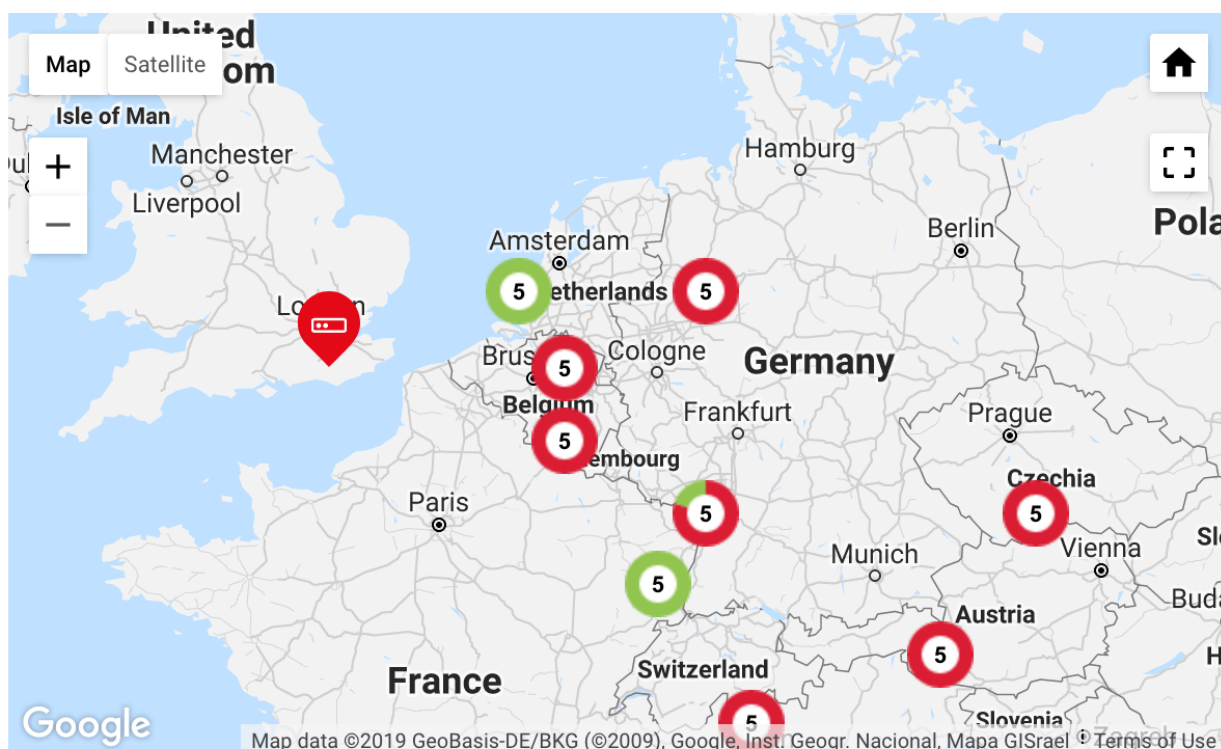 United
Map
Satellite
Isle of Man
Manchester
Liverpool
Hamburg
Berlin
Amsterdam
5
5
Cologne
Germany
5
Belgium
Frankfurt
Prague
5
Czechia
Paris
5
5
Munich
Vienna
5
Austria
5
Switzerland
France
5
Slovenia
Google
Map data ©2019 GeoBasis-DE/BKG (©2009), Google, Inst. Geogr. Nacional, Mapa GISrael
Terms of Use